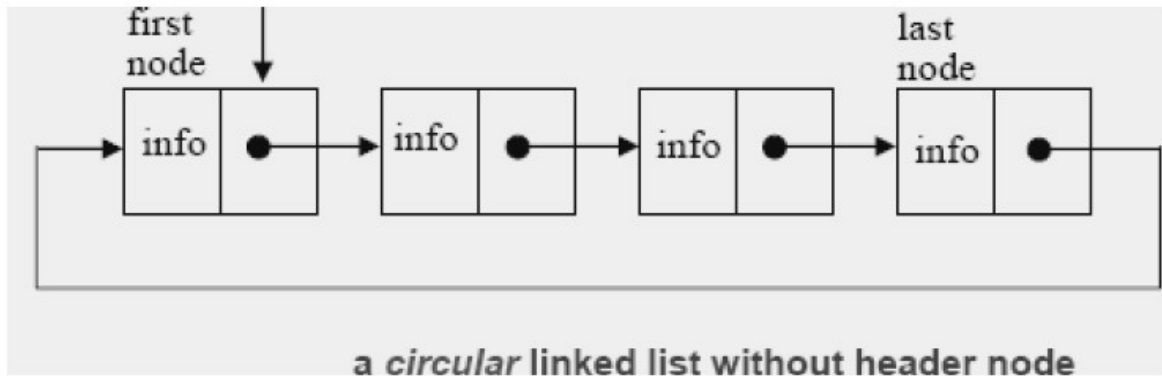 first
node
last
node
info
info
info
info
a circular linked list without header node